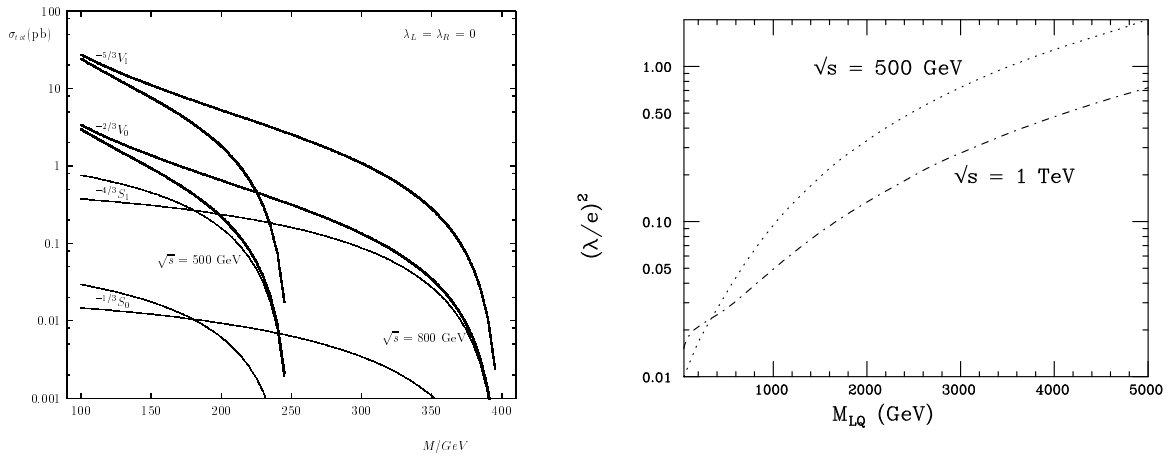 100
σtot(pb)
λL = λR = 0
−5/3V1
10
−2/3V0
1
−4/3S1
0.1
√s = 500 GeV
−1/3S0
0.01
√s = 800 GeV
0.001
100 150 200 250 300 350 400
M/GeV
√s = 500 GeV
1.00
0.50
√s = 1 TeV
(λ/e)²
0.10
0.05
0.01
1000 2000 3000 4000 5000
MLQ (GeV)